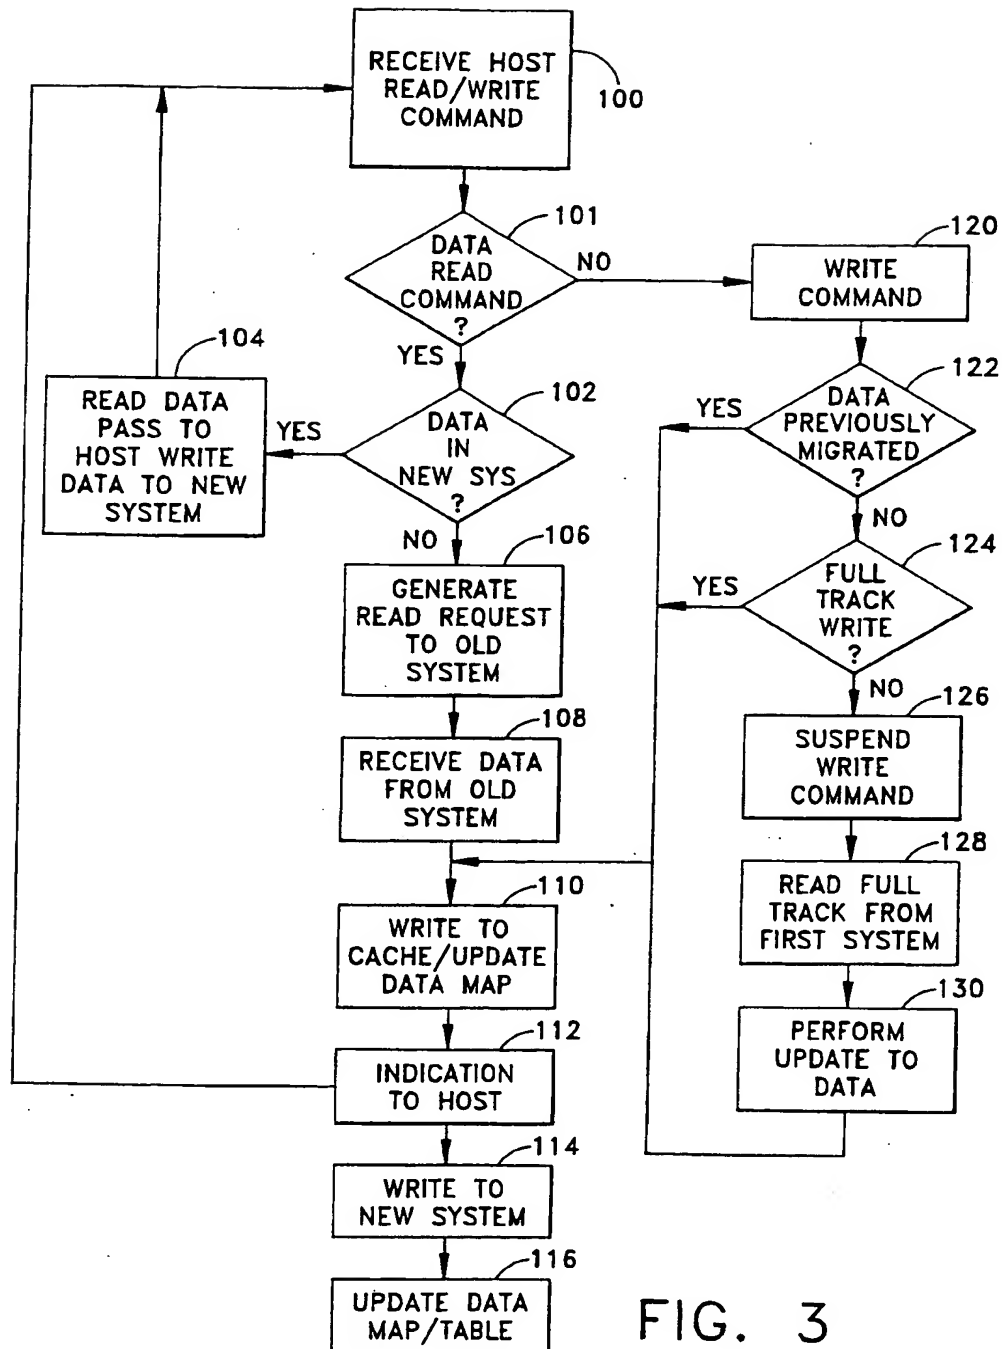 RECEIVE HOST
READ/WRITE
COMMAND
100
DATA
READ
COMMAND
?
101
NO
YES
120
WRITE
COMMAND
104
READ DATA
PASS TO
HOST WRITE
DATA TO NEW
SYSTEM
YES
102
DATA
IN
NEW SYS
?
NO
122
DATA
PREVIOUSLY
MIGRATED
?
YES
NO
106
GENERATE
READ REQUEST
TO OLD
SYSTEM
124
FULL
TRACK
WRITE
?
YES
NO
108
RECEIVE DATA
FROM OLD
SYSTEM
126
SUSPEND
WRITE
COMMAND
110
WRITE TO
CACHE/UPDATE
DATA MAP
128
READ FULL
TRACK FROM
FIRST SYSTEM
112
INDICATION
TO HOST
130
PERFORM
UPDATE TO
DATA
114
WRITE TO
NEW SYSTEM
116
UPDATE DATA
MAP/TABLE
FIG. 3